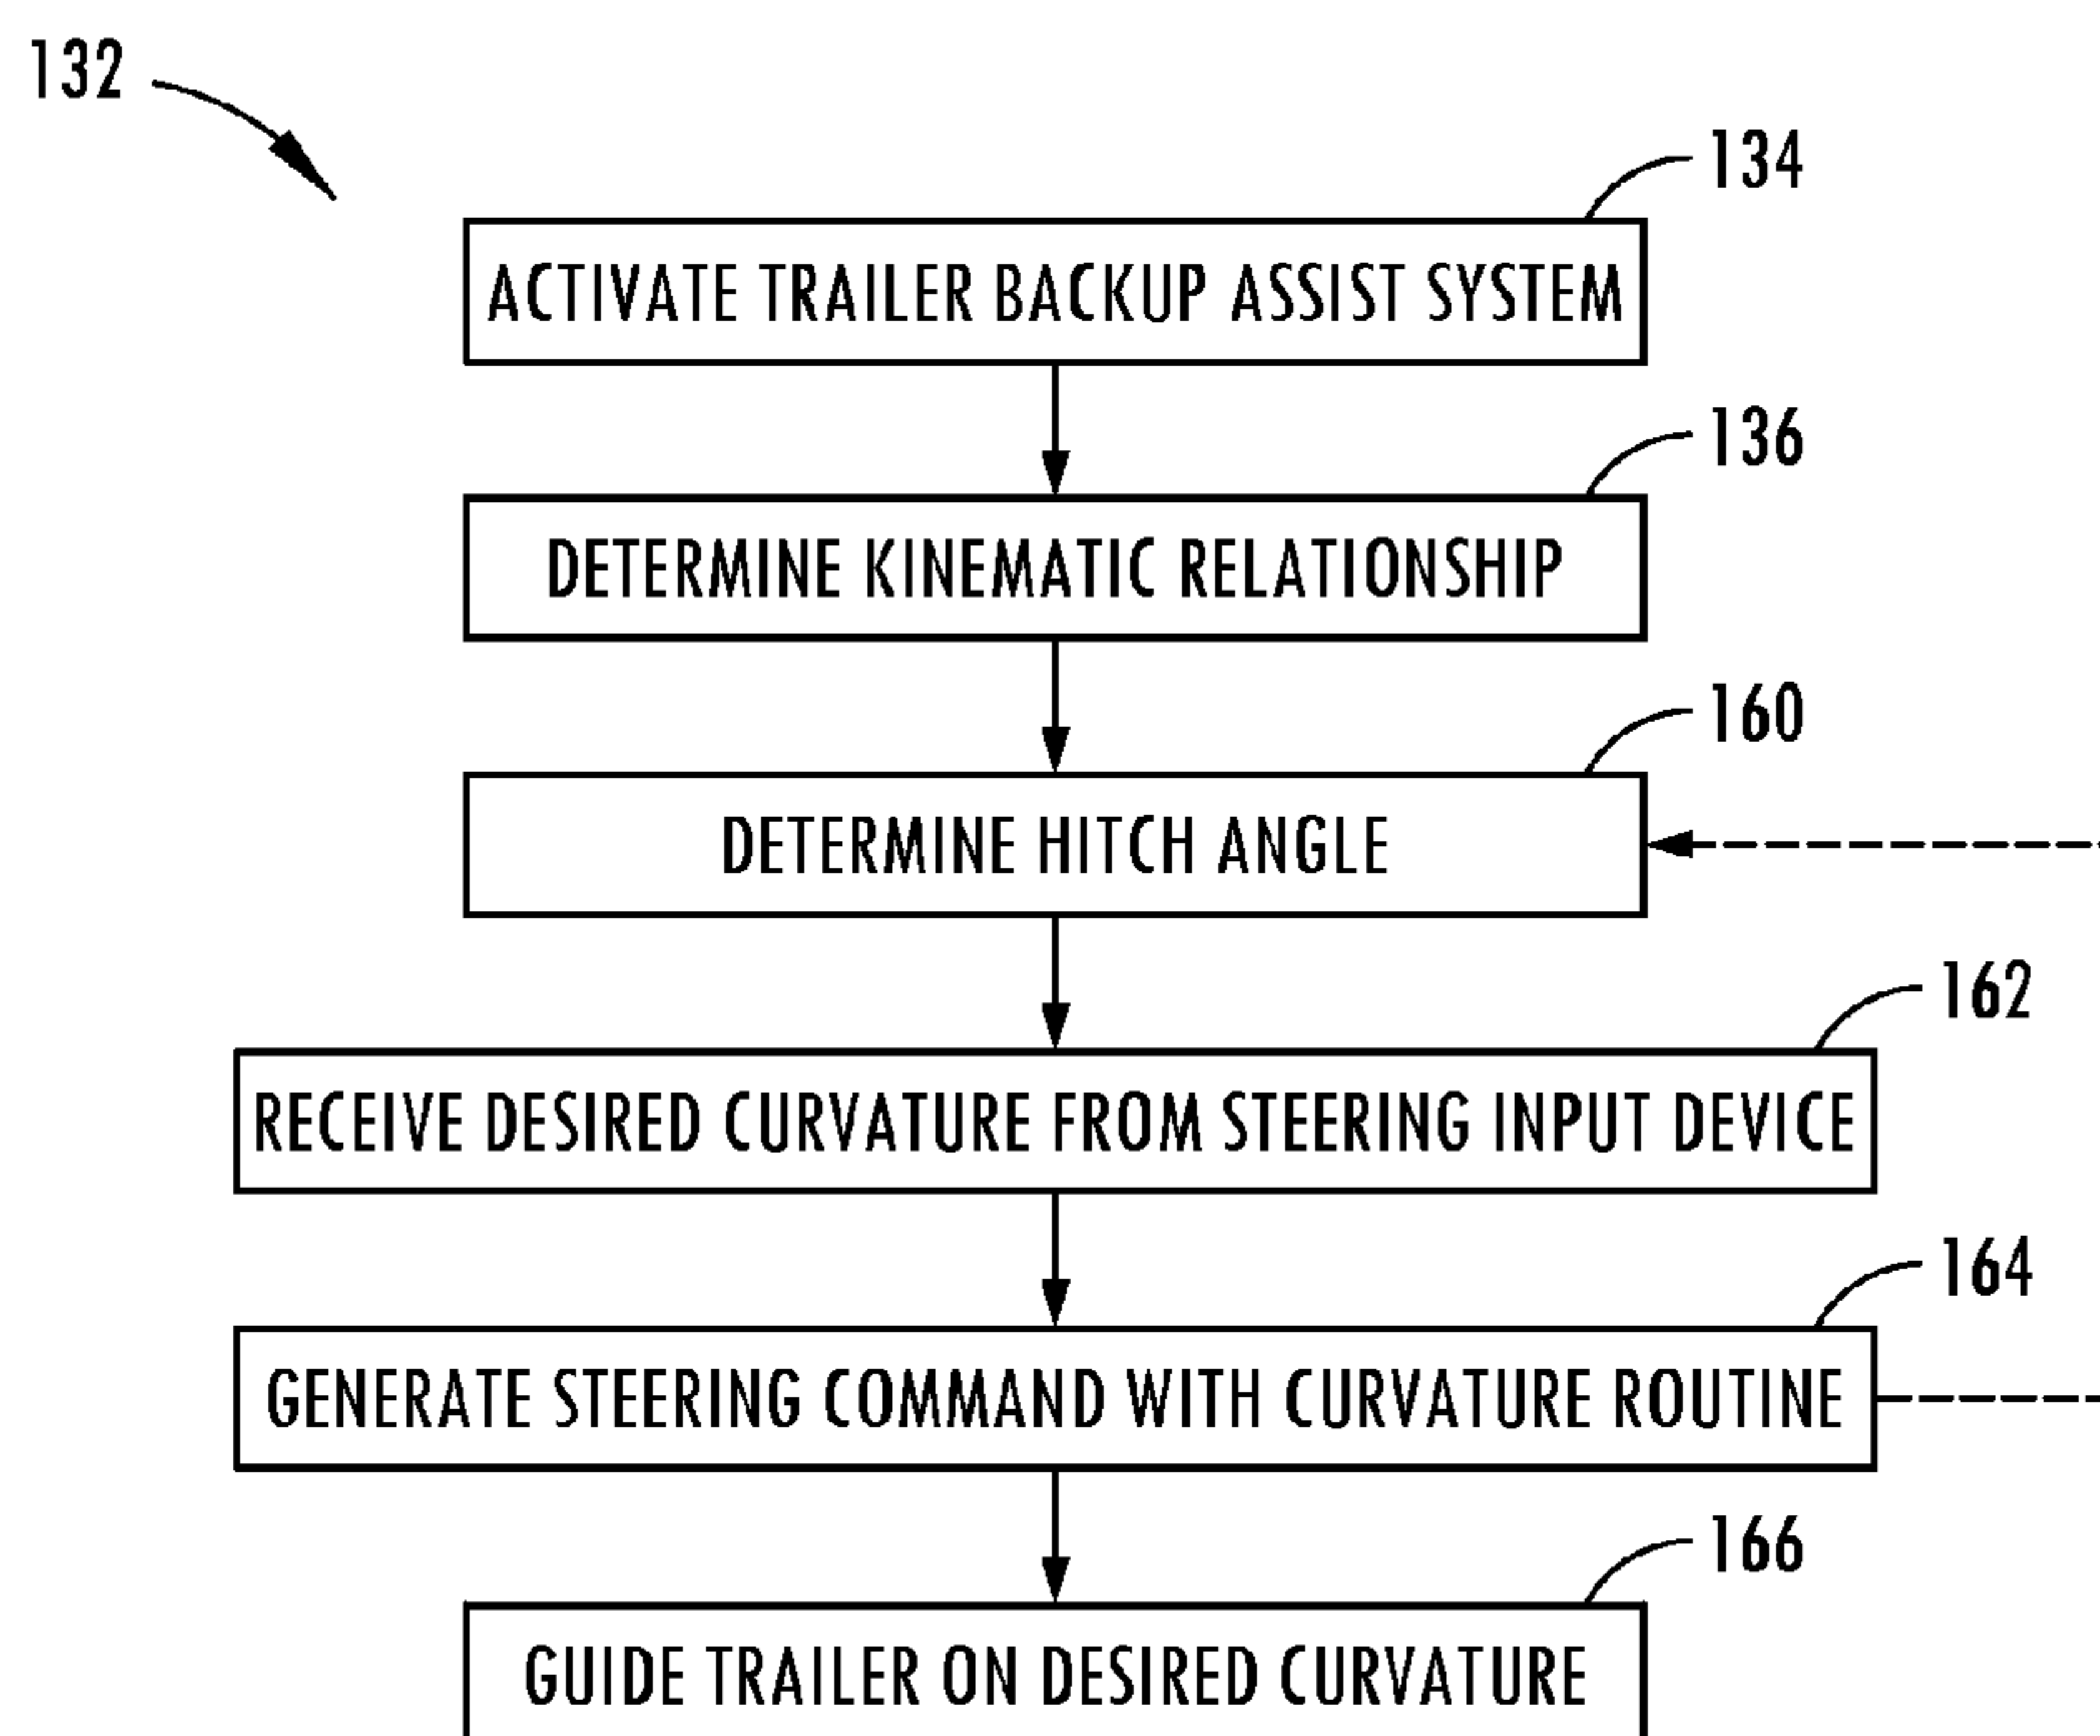 132
134
ACTIVATE TRAILER BACKUP ASSIST SYSTEM
136
DETERMINE KINEMATIC RELATIONSHIP
160
DETERMINE HITCH ANGLE
162
RECEIVE DESIRED CURVATURE FROM STEERING INPUT DEVICE
164
GENERATE STEERING COMMAND WITH CURVATURE ROUTINE
166
GUIDE TRAILER ON DESIRED CURVATURE